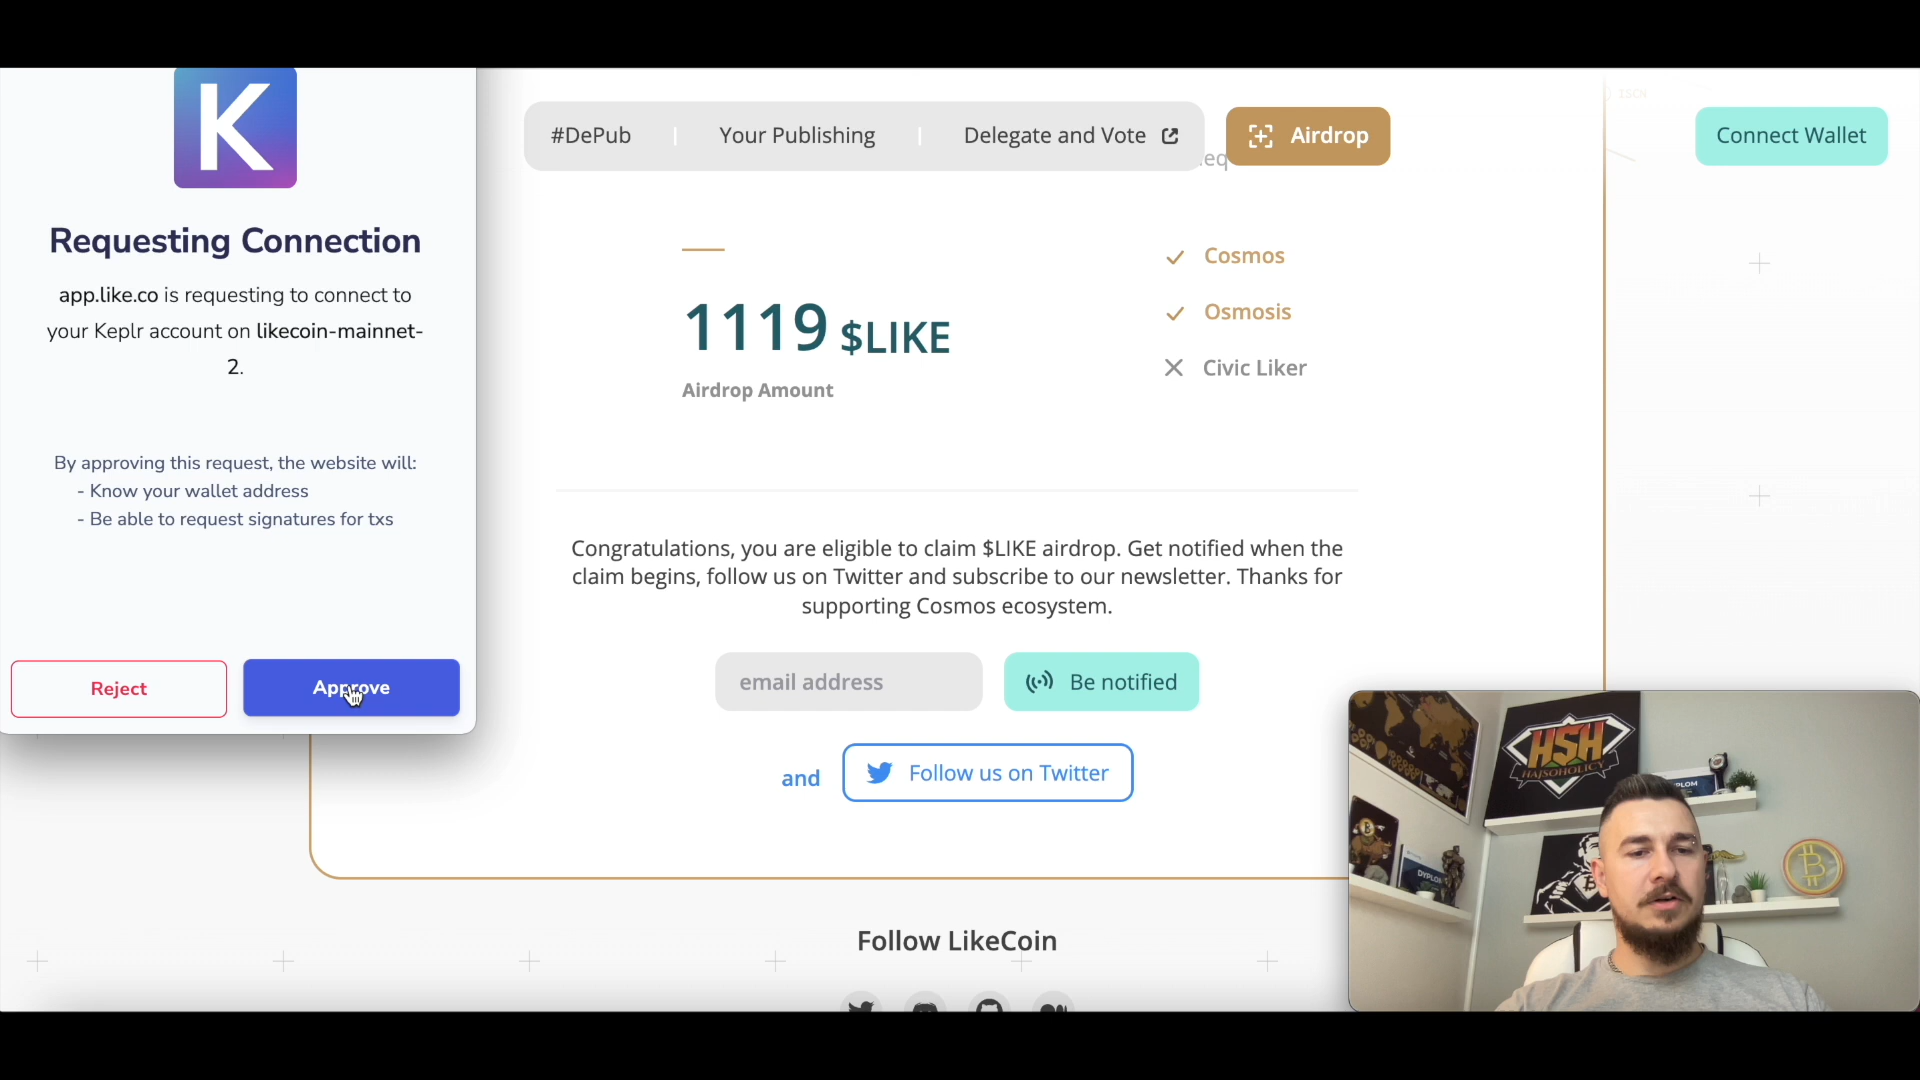 K
Requesting Connection
app.like.co is requesting to connect to
your Keplr account on likecoin-mainnet-
2.
By approving this request, the website will:
- Know your wallet address
- Be able to request signatures for txs
Reject
Approve
#DePub
Your Publishing
Delegate and Vote
Airdrop
Connect Wallet
ISCN
1119 $LIKE
Airdrop Amount
Cosmos
Osmosis
Civic Liker
Congratulations, you are eligible to claim $LIKE airdrop. Get notified when the
claim begins, follow us on Twitter and subscribe to our newsletter. Thanks for
supporting Cosmos ecosystem.
email address
Be notified
and
Follow us on Twitter
Follow LikeCoin
HSH
HAJSOHOLICY
DYPLOM